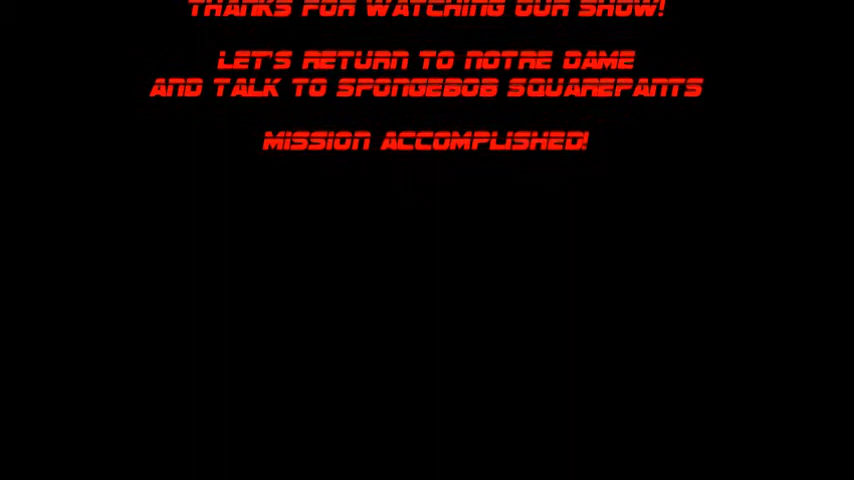 THANKS FOR WATCHING OUR SHOW!
LET'S RETURN TO NOTRE DAME
AND TALK TO SPONGEBOB SQUAREPANTS
MISSION ACCOMPLISHED!